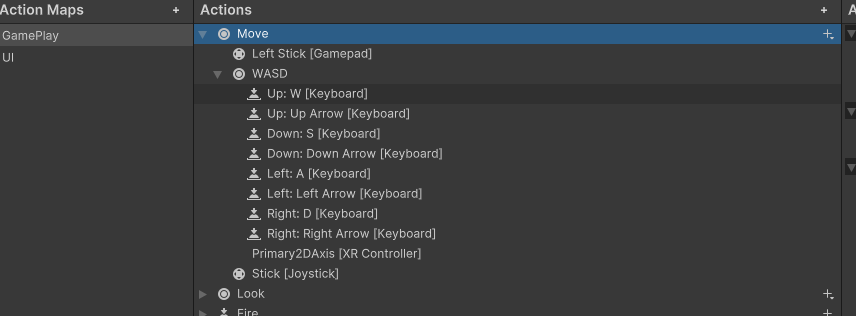 Action Maps + Actions +
GamePlay
UI
Move
Left Stick [Gamepad]
WASD
Up: W [Keyboard]
Up: Up Arrow [Keyboard]
Down: S [Keyboard]
Down: Down Arrow [Keyboard]
Left: A [Keyboard]
Left: Left Arrow [Keyboard]
Right: D [Keyboard]
Right: Right Arrow [Keyboard]
Primary2DAxis [XR Controller]
Stick [Joystick]
Look
Fire